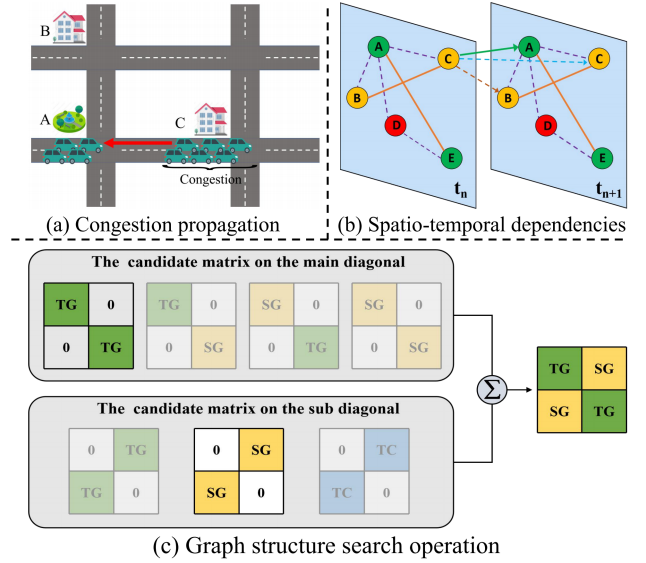 B
A
C
Congestion
(a) Congestion propagation
A
C
B
D
E
tn
A
C
B
D
E
tn+1
(b) Spatio-temporal dependencies
The candidate matrix on the main diagonal
TG 0
0 TG
TG 0
0 SG
SG 0
0 TG
SG 0
0 SG
The candidate matrix on the sub diagonal
0 TG
TG 0
0 SG
SG 0
0 TC
TC 0
Σ
TG SG
SG TG
(c) Graph structure search operation